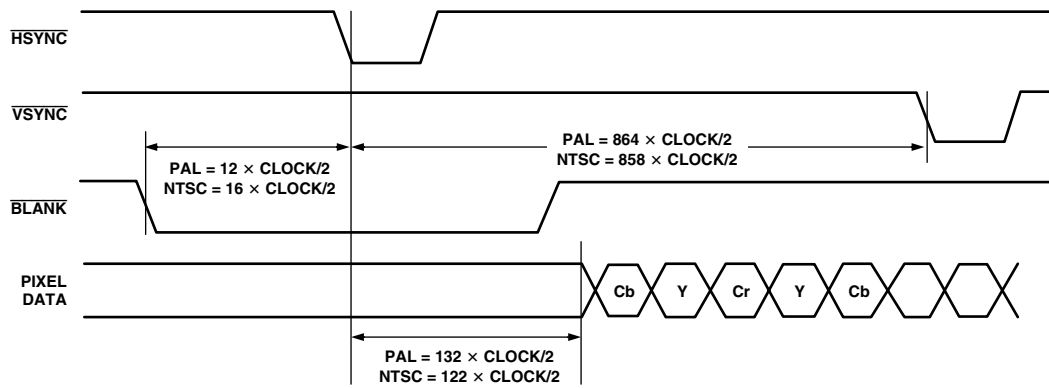 HSYNC
VSYNC
PAL = 12 × CLOCK/2
NTSC = 16 × CLOCK/2
PAL = 864 × CLOCK/2
NTSC = 858 × CLOCK/2
BLANK
PIXEL
DATA
Cb Y Cr Y Cb
PAL = 132 × CLOCK/2
NTSC = 122 × CLOCK/2